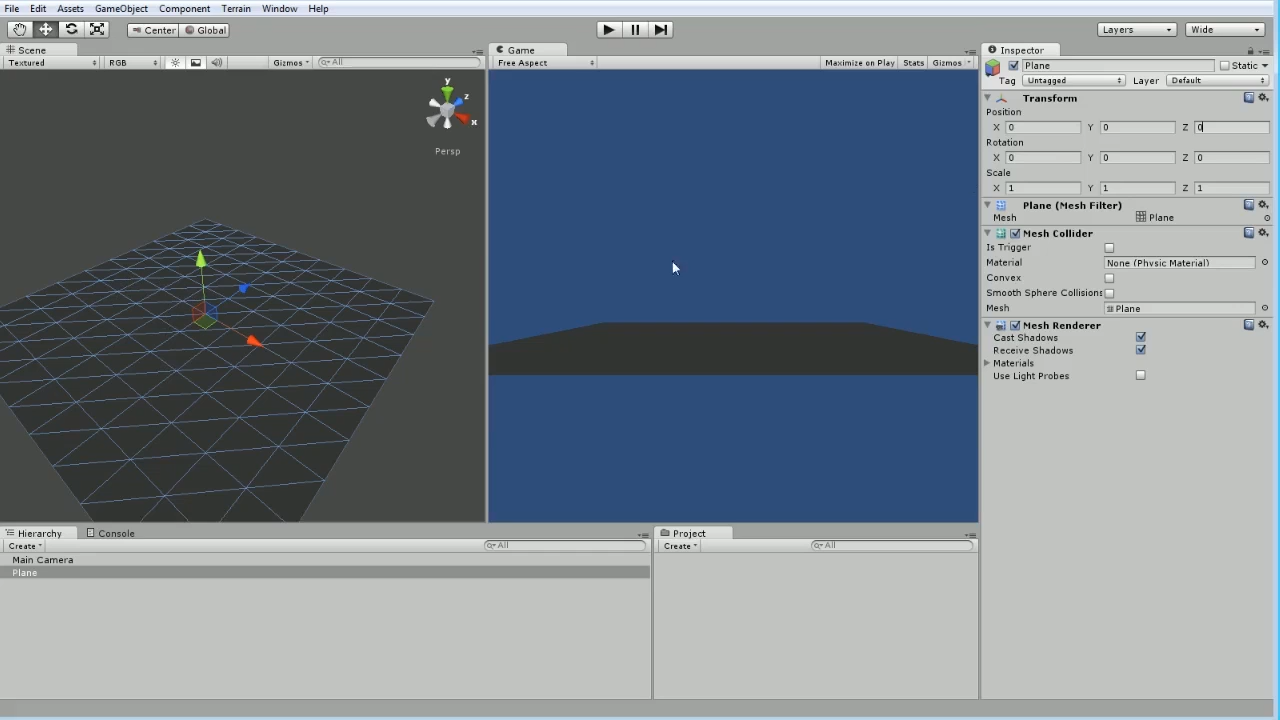 File Edit Assets GameObject Component Terrain Window Help
Center Global Layers Wide
Scene
Textured RGB Gizmos All
y
z
x
Persp
Game
Free Aspect Maximize on Play Stats Gizmos
Inspector
Plane Static
Tag Untagged Layer Default
Transform
Position
X 0 Y 0 Z 0
Rotation
X 0 Y 0 Z 0
Scale
X 1 Y 1 Z 1
Plane (Mesh Filter)
Mesh Plane
Mesh Collider
Is Trigger
Material None (Physic Material)
Convex
Smooth Sphere Collisions
Mesh Plane
Mesh Renderer
Cast Shadows
Receive Shadows
Materials
Use Light Probes
Hierarchy Console
Create All
Main Camera
Plane
Project
Create All